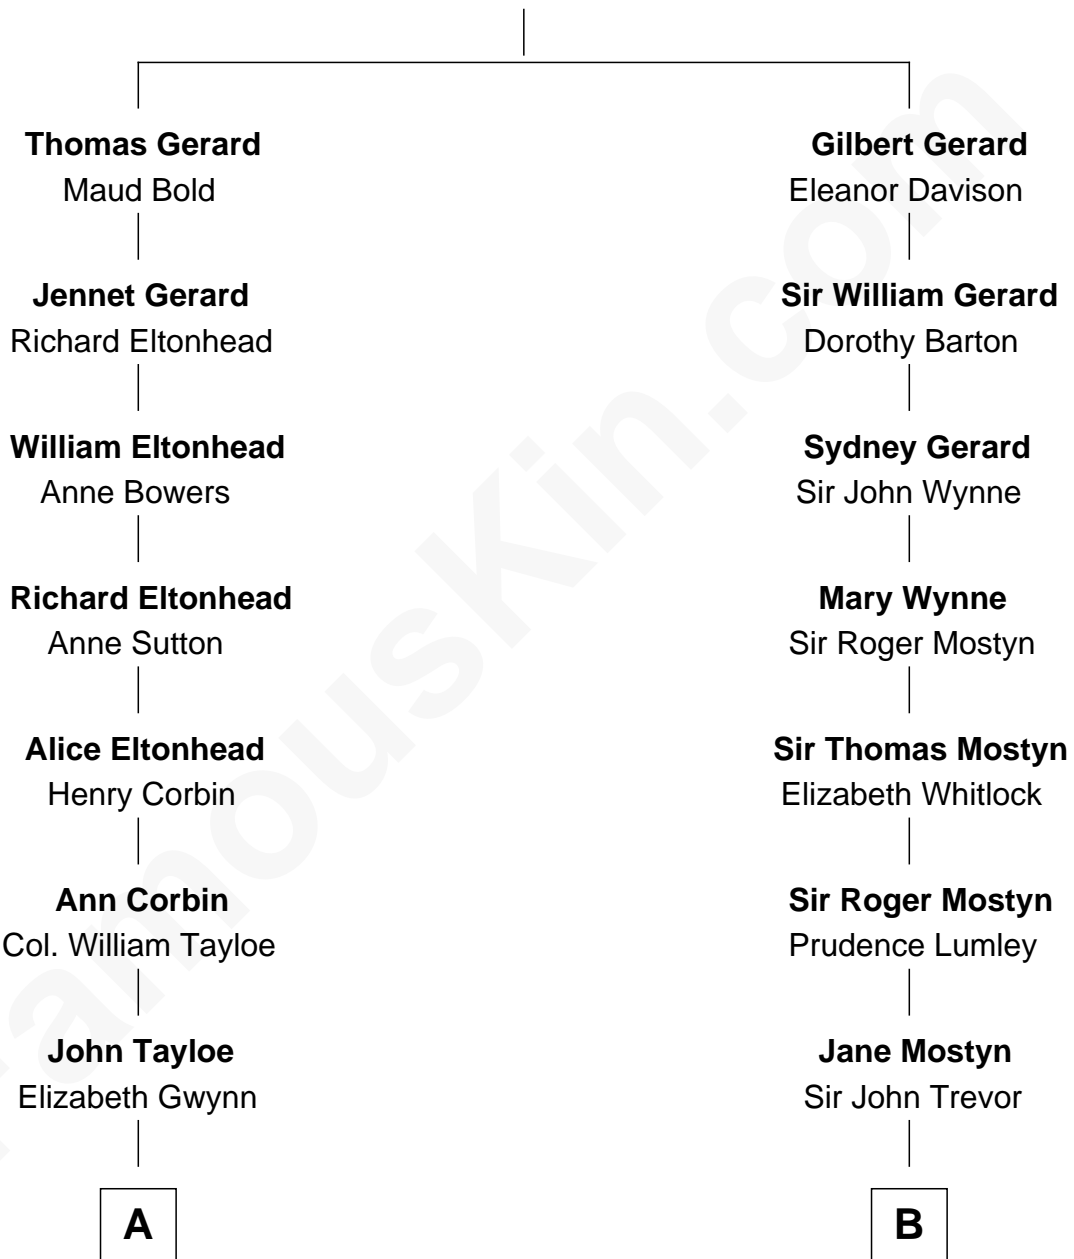 Thomas Gerard
Maud Bold
Jennet Gerard
Richard Eltonhead
William Eltonhead
Anne Bowers
Richard Eltonhead
Anne Sutton
Alice Eltonhead
Henry Corbin
Ann Corbin
Col. William Tayloe
John Tayloe
Elizabeth Gwynn
A
Gilbert Gerard
Eleanor Davison
Sir William Gerard
Dorothy Barton
Sydney Gerard
Sir John Wynne
Mary Wynne
Sir Roger Mostyn
Sir Thomas Mostyn
Elizabeth Whitlock
Sir Roger Mostyn
Prudence Lumley
Jane Mostyn
Sir John Trevor
B
FamousKin.com